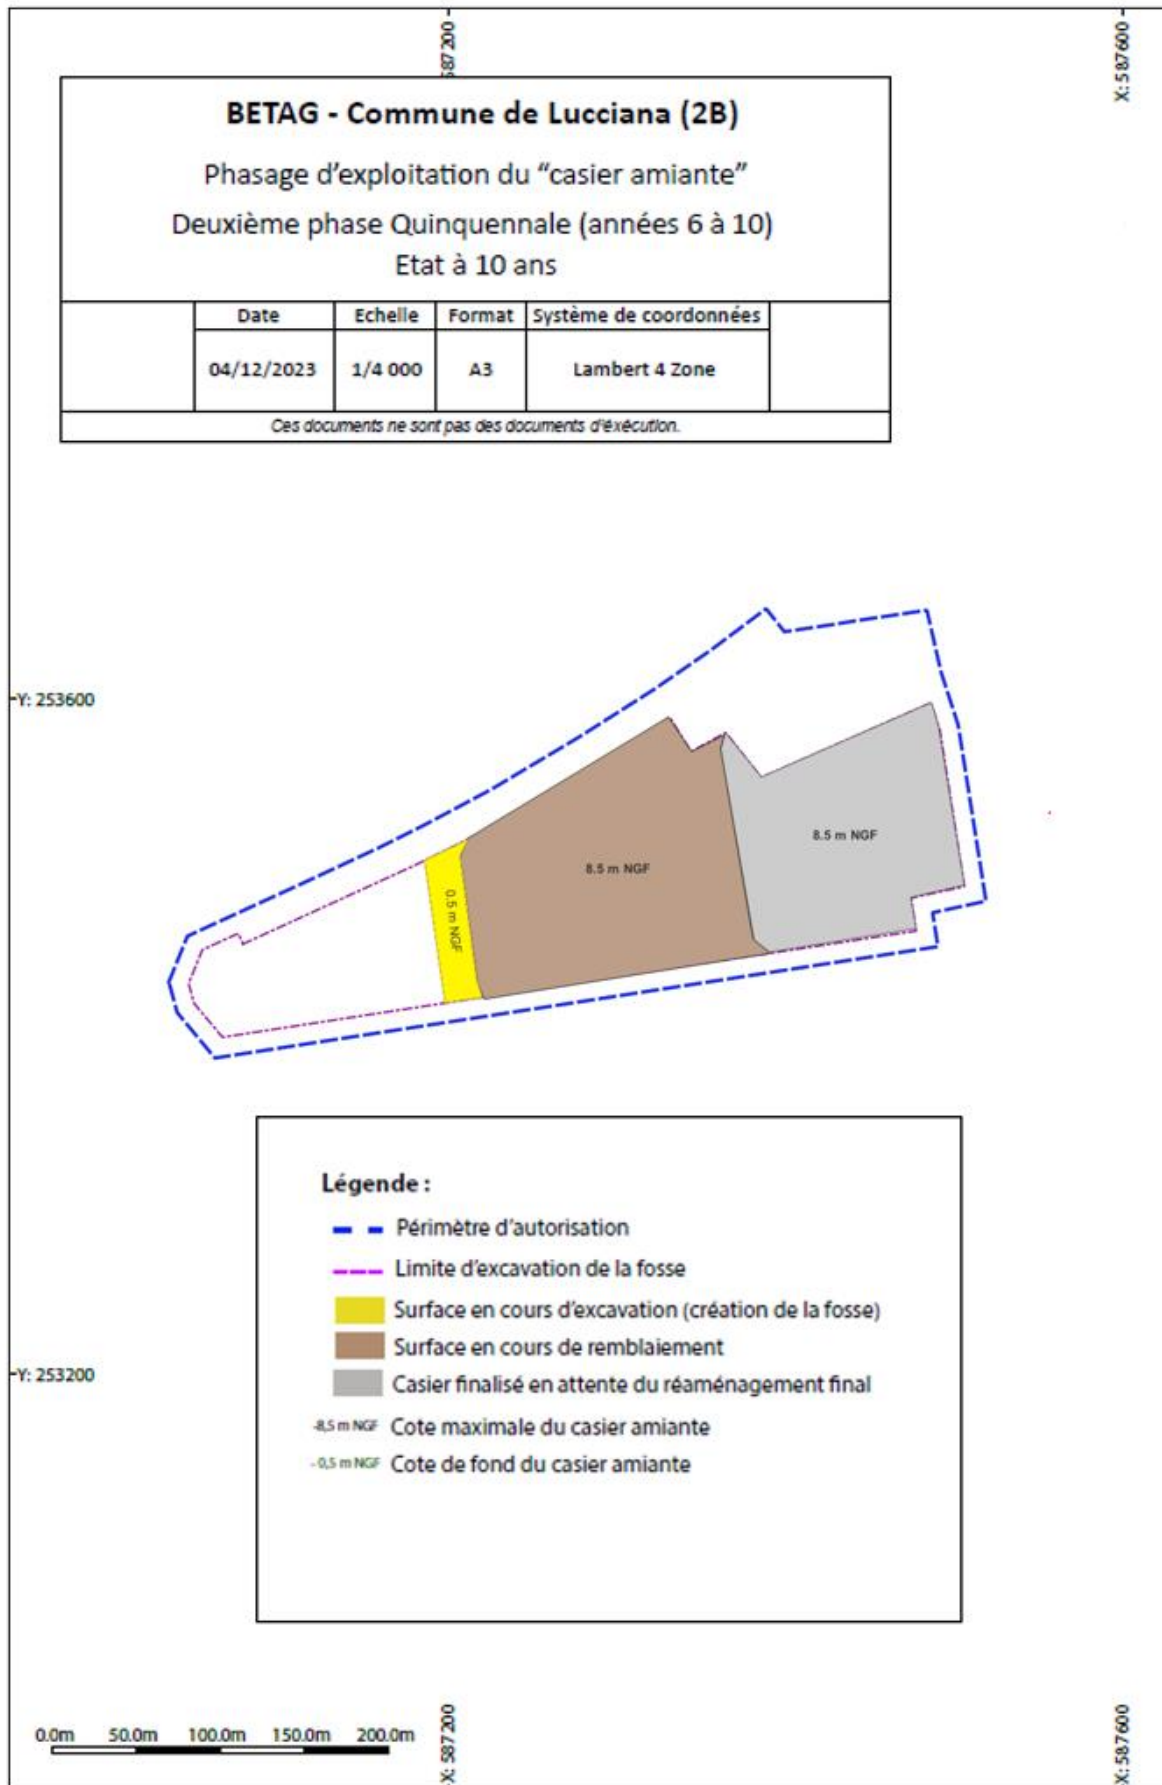 X: 587200
X: 587600
BETAG - Commune de Lucciana (2B)
Phasage d'exploitation du "casier amiante"
Deuxième phase Quinquennale (années 6 à 10)
Etat à 10 ans
Date Echelle Format Système de coordonnées
04/12/2023 1/4 000 A3 Lambert 4 Zone
Ces documents ne sont pas des documents d'éxécution.
Y: 253600
8.5 m NGF
8.5 m NGF
0.5 m NGF
Légende :
Périmètre d'autorisation
Limite d'excavation de la fosse
Surface en cours d'excavation (création de la fosse)
Surface en cours de remblaiement
Y: 253200
Casier finalisé en attente du réaménagement final
-8,5 m NGF Cote maximale du casier amiante
- 0,5 m NGF Cote de fond du casier amiante
0.0m 50.0m 100.0m 150.0m 200.0m
X: 587200
X: 587600